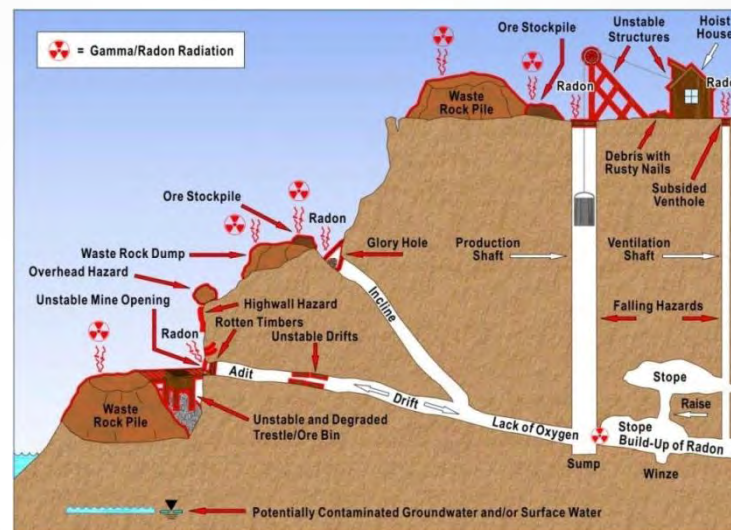 = Gamma/Radon Radiation
Ore Stockpile
Unstable
Structures
Hoist
House
Radon
Waste
Rock Pile
Debris with
Rusty Nails
Subsided
Venthole
Ore Stockpile
Radon
Waste Rock Dump
Glory Hole
Production
Shaft
Ventilation
Shaft
Overhead Hazard
Unstable Mine Opening
Highwall Hazard
Rotten Timbers
Incline
Falling Hazards
Radon
Unstable Drifts
Adit
Drift
Stope
Waste
Rock Pile
Raise
Lack of Oxygen
Stope
Build-Up of Radon
Unstable and Degraded
Trestle/Ore Bin
Sump
Winze
Potentially Contaminated Groundwater and/or Surface Water